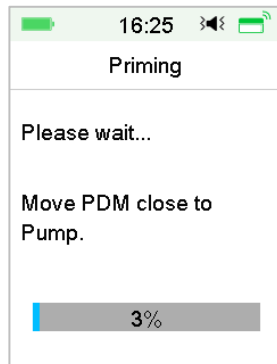 16:25
Priming
Please wait...
Move PDM close to
Pump.
3%